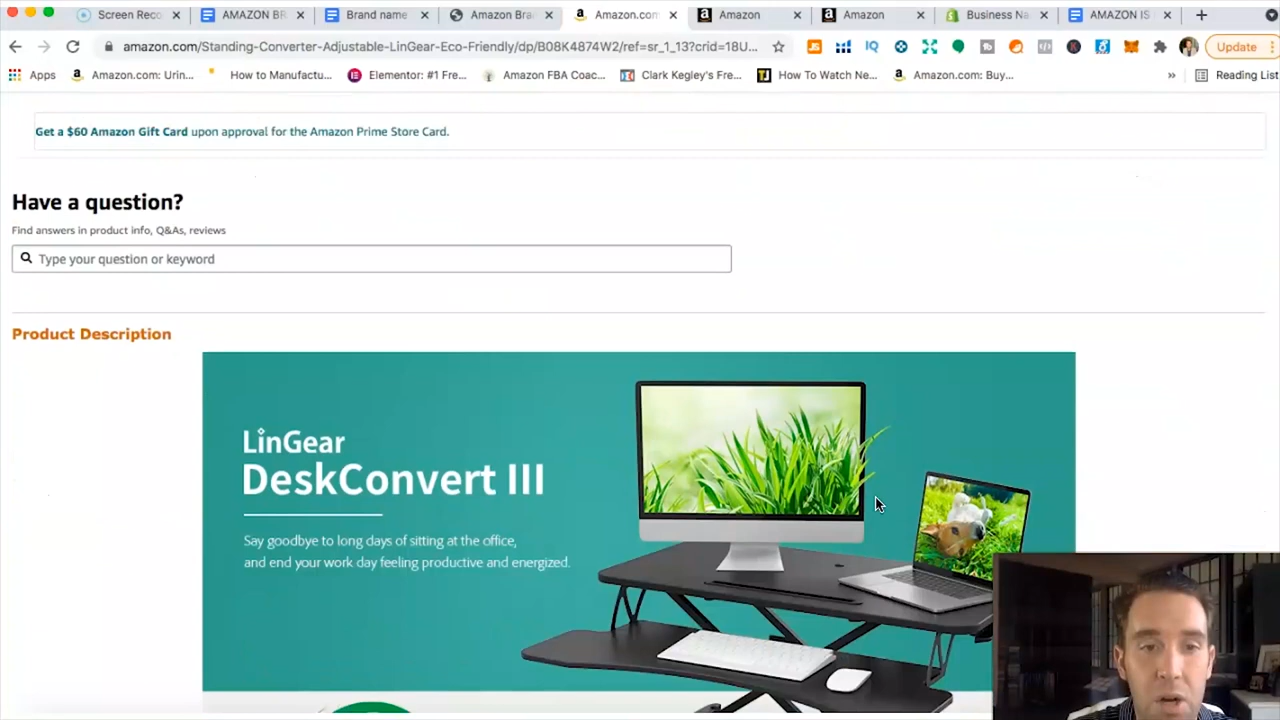 Screen Reco
AMAZON BR
Brand name
Amazon Bra
Amazon.com
Amazon
Amazon
Business Na
AMAZON IS
amazon.com/Standing-Converter-Adjustable-LinGear-Eco-Friendly/dp/B08K4874W2/ref=sr_1_13?crid=18U...
IQ
Update
Apps
Amazon.com: Urin...
How to Manufactu...
Elementor: #1 Fre...
Amazon FBA Coac...
Clark Kegley's Fre...
How To Watch Ne...
Amazon.com: Buy...
»
Reading List
Get a $60 Amazon Gift Card upon approval for the Amazon Prime Store Card.
Have a question?
Find answers in product info, Q&As, reviews
Type your question or keyword
Product Description
LinGear
DeskConvert III
Say goodbye to long days of sitting at the office,
and end your work day feeling productive and energized.